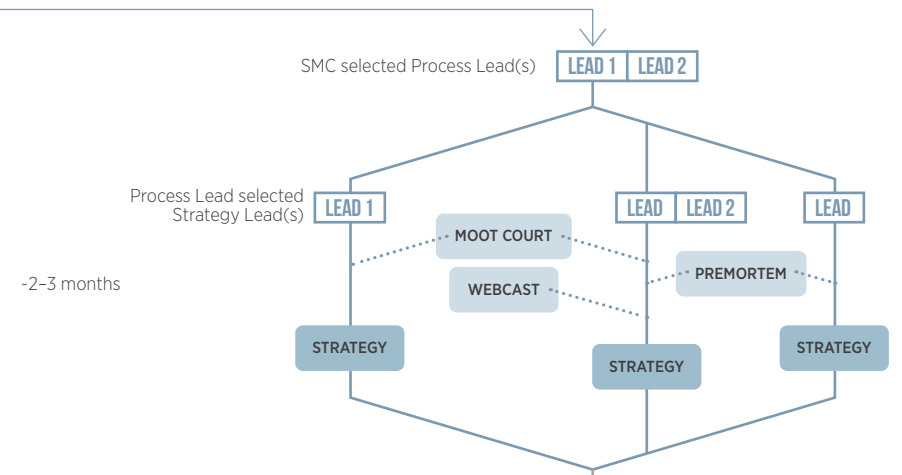 SMC selected Process Lead(s)
LEAD 1
LEAD 2
Process Lead selected
Strategy Lead(s)
LEAD 1
LEAD
LEAD 2
LEAD
MOOT COURT
PREMORTEM
~2–3 months
WEBCAST
STRATEGY
STRATEGY
STRATEGY